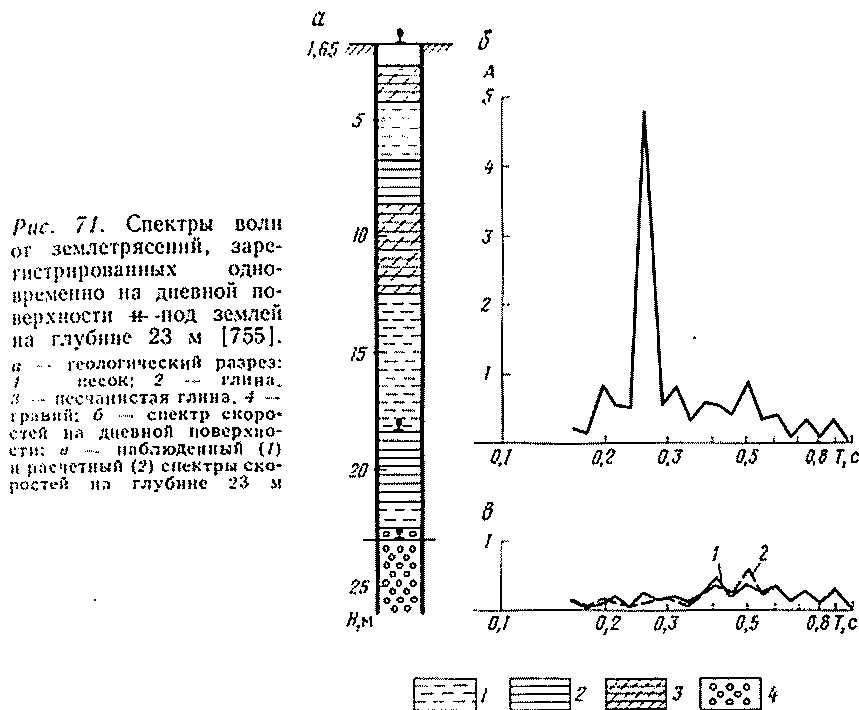 Рис. 71. Спектры волн
от землетрясений, заре-
гистрированных одно-
временно на дневной по-
верхности и под землей
на глубине 23 м [755].
а — геологический разрез:
1 — песок; 2 — глина,
3 — песчанистая глина, 4 —
гравий; б — спектр скоро-
стей на дневной поверхно-
сти; в — наблюденный (1)
и расчетный (2) спектры ско-
ростей на глубине 23 м
а
1,65
5
10
15
20
25
H,м
б
A
5
4
3
2
1
0,1 0,2 0,3 0,5 0,8 T,с
в
1
1 2
0,1 0,2 0,3 0,5 0,8 T,с
1 2 3 4